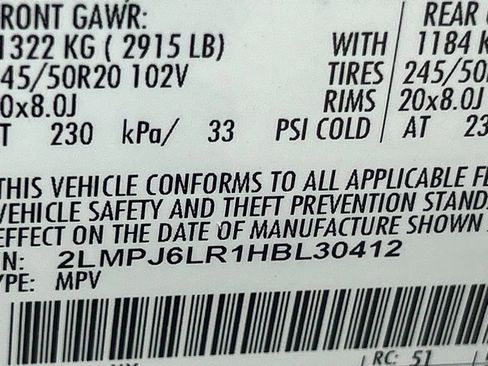 RONT GAWR: REAR
1322 KG ( 2915 LB) WITH 1184 K
45/50R20 102V TIRES 245/50
0x8.0J RIMS 20x8.0J
T 230 kPa/ 33 PSI COLD AT 23
THIS VEHICLE CONFORMS TO ALL APPLICABLE F
VEHICLE SAFETY AND THEFT PREVENTION STAND
EFFECT ON THE DATE OF MANUFACTURE SHOWN
N: 2LMPJ6LR1HBL30412
YPE: MPV
RC: 51